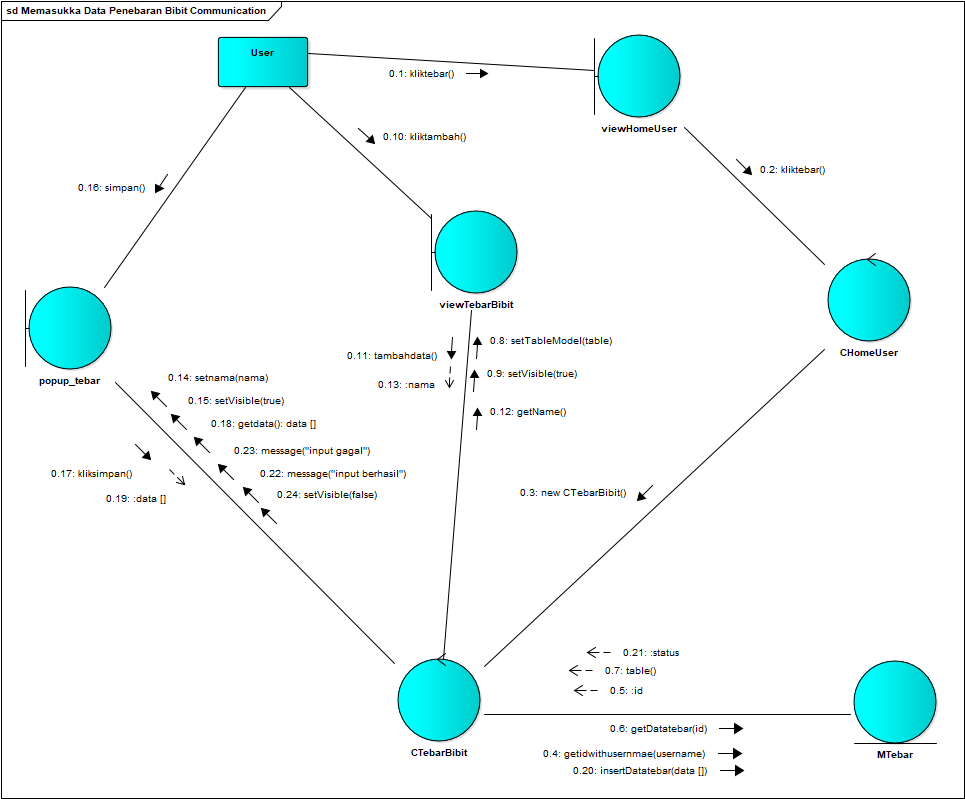 sd Memasukka Data Penebaran Bibit Communication
User
0.1: kliktebar()
viewHomeUser
0.10: kliktambah()
0.2: kliktebar()
0.16: simpan()
viewTebarBibit
popup_tebar
CHomeUser
0.8: setTableModel(table)
0.11: tambahdata()
0.9: setVisible(true)
0.13: :nama
0.12: getName()
0.14: setnama(nama)
0.15: setVisible(true)
0.18: getdata(): data []
0.23: message("input gagal")
0.17: kliksimpan()
0.22: message("input berhasil")
0.24: setVisible(false)
0.19: :data []
0.3: new CTebarBibit()
0.21: :status
0.7: table()
0.5: :id
0.6: getDatatebar(id)
CTebarBibit
0.4: getidwithusernmae(username)
MTebar
0.20: insertDatatebar(data [])